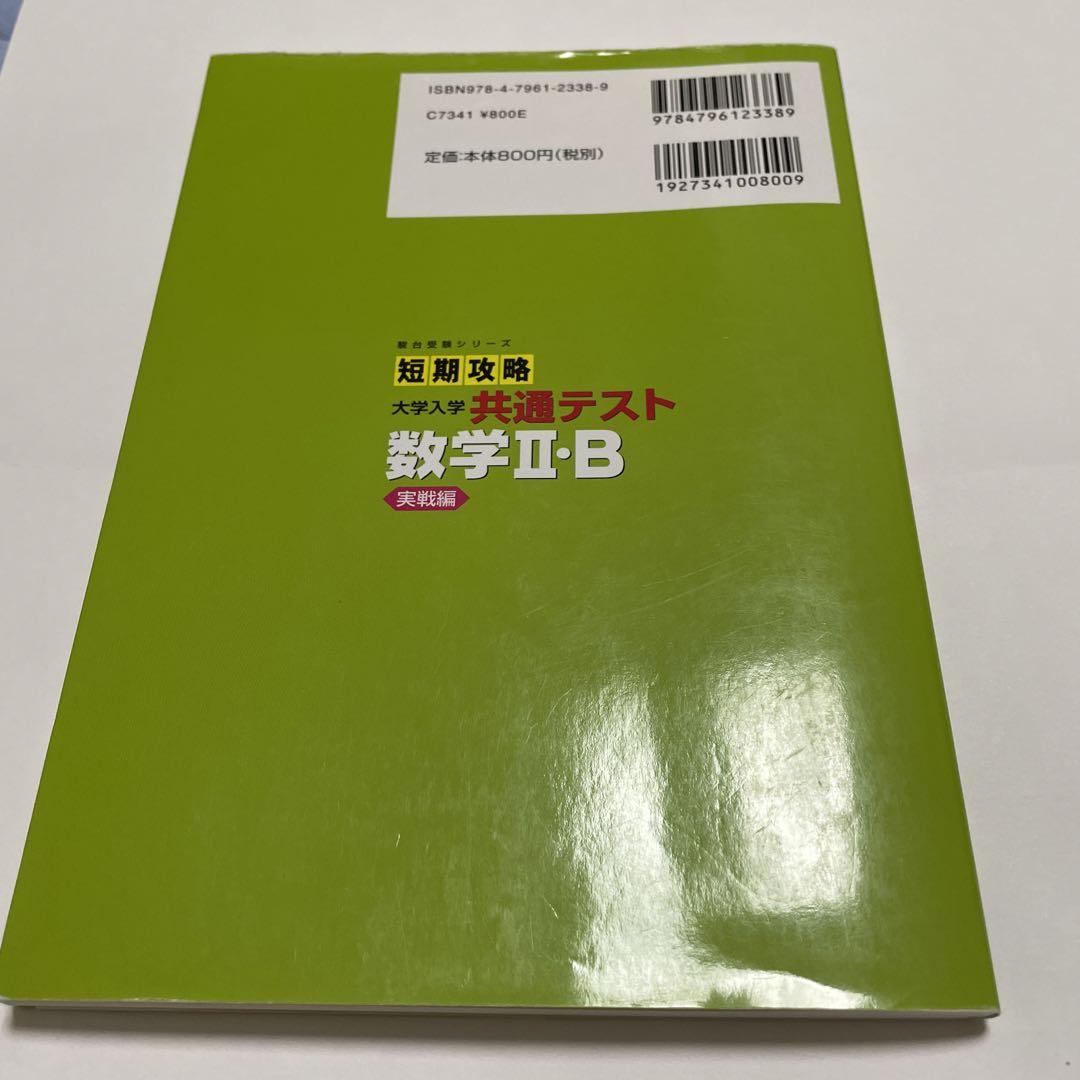 ISBN978-4-7961-2338-9
C7341 ¥800E
定価:本体800円(税別)
9784796123389
1927341008009
駿台受験シリーズ
短期攻略
大学入学 共通テスト
数学Ⅱ・B
実戦編